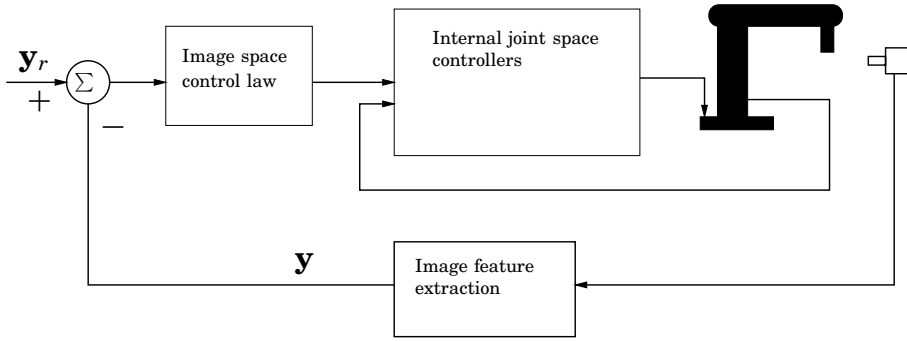 y_r
+
Σ
−
Image space
control law
Internal joint space
controllers
y
Image feature
extraction